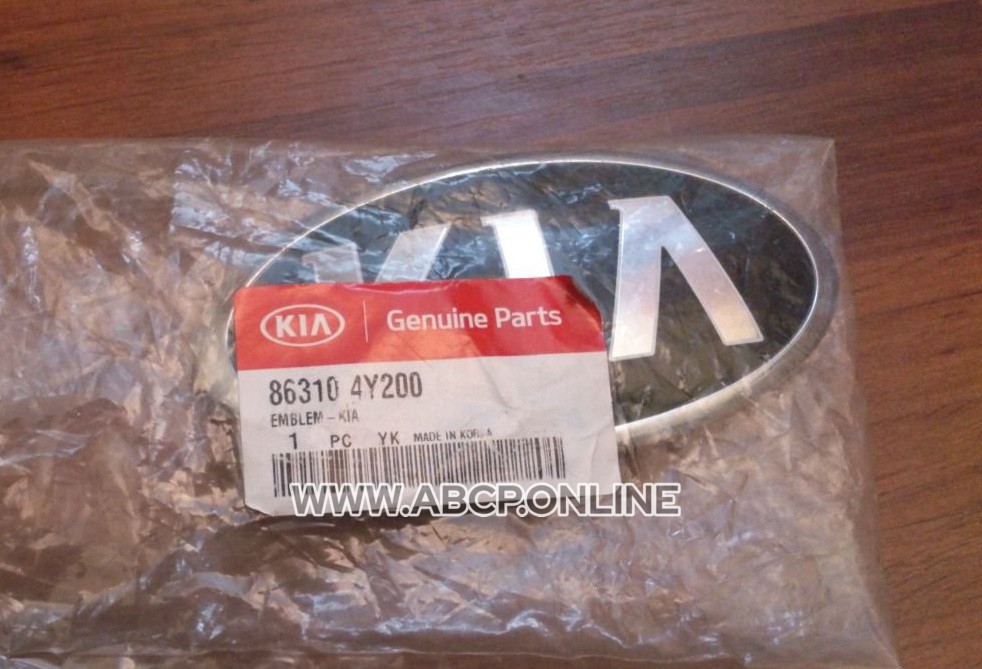 KIA
KIA Genuine Parts
86310 4Y200
EMBLEM-KIA
1 PC YK MADE IN KOREA
WWW.ABCP.ONLINE